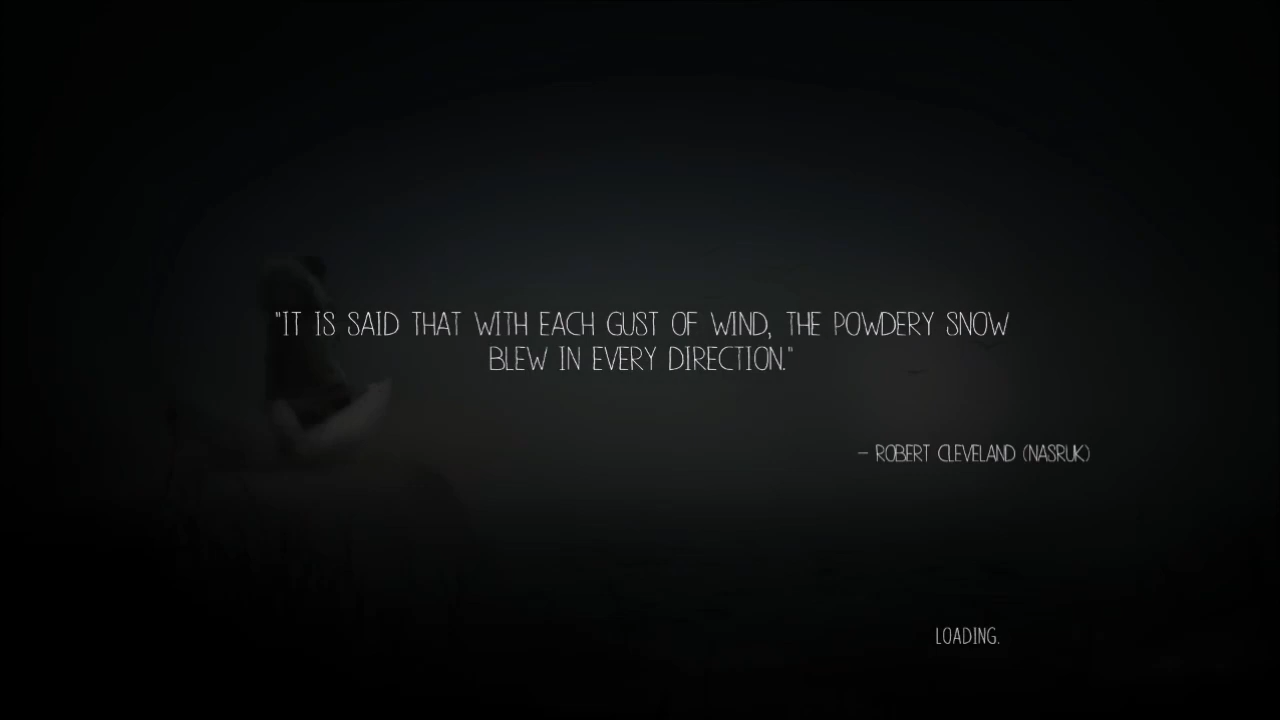 "IT IS SAID THAT WITH EACH GUST OF WIND, THE POWDERY SNOW
BLEW IN EVERY DIRECTION."
– ROBERT CLEVELAND (NASRUK)
LOADING.